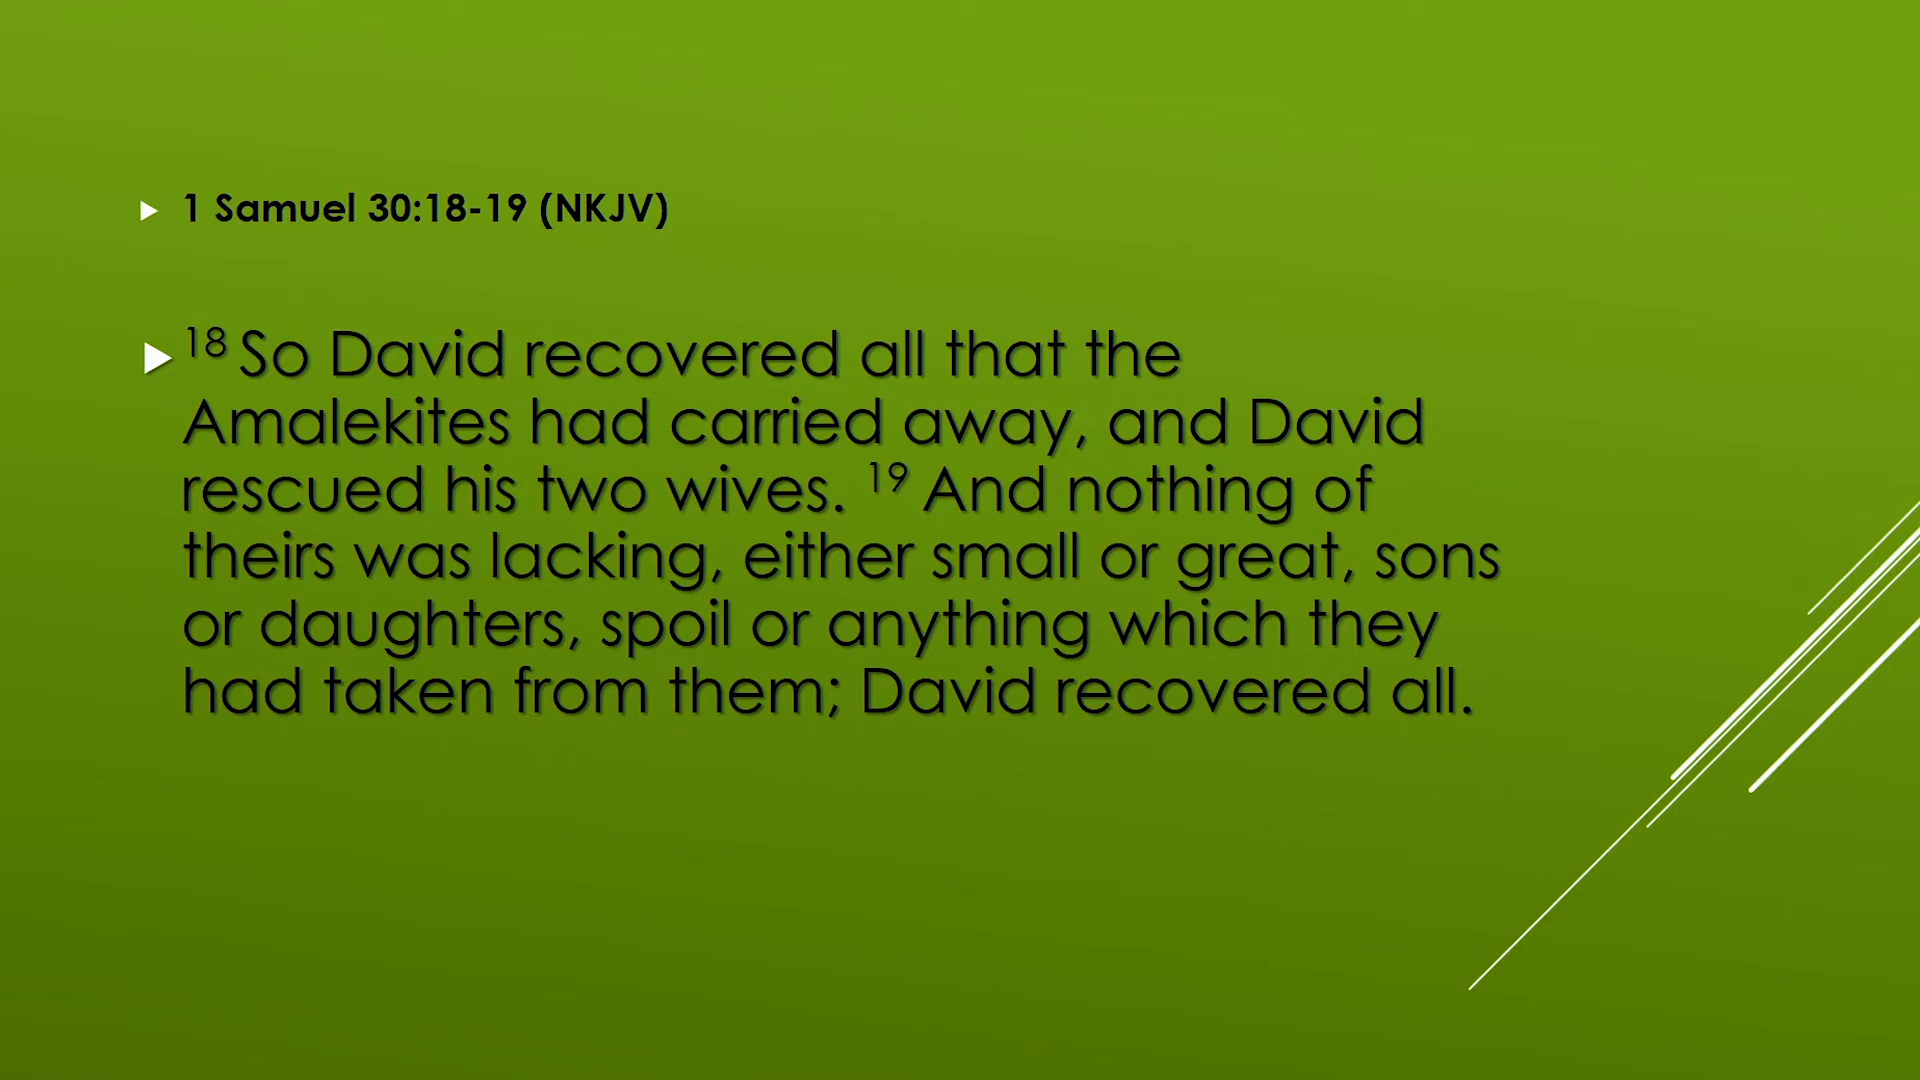 1 Samuel 30:18-19 (NKJV)
18 So David recovered all that the
Amalekites had carried away, and David
rescued his two wives. 19 And nothing of
theirs was lacking, either small or great, sons
or daughters, spoil or anything which they
had taken from them; David recovered all.